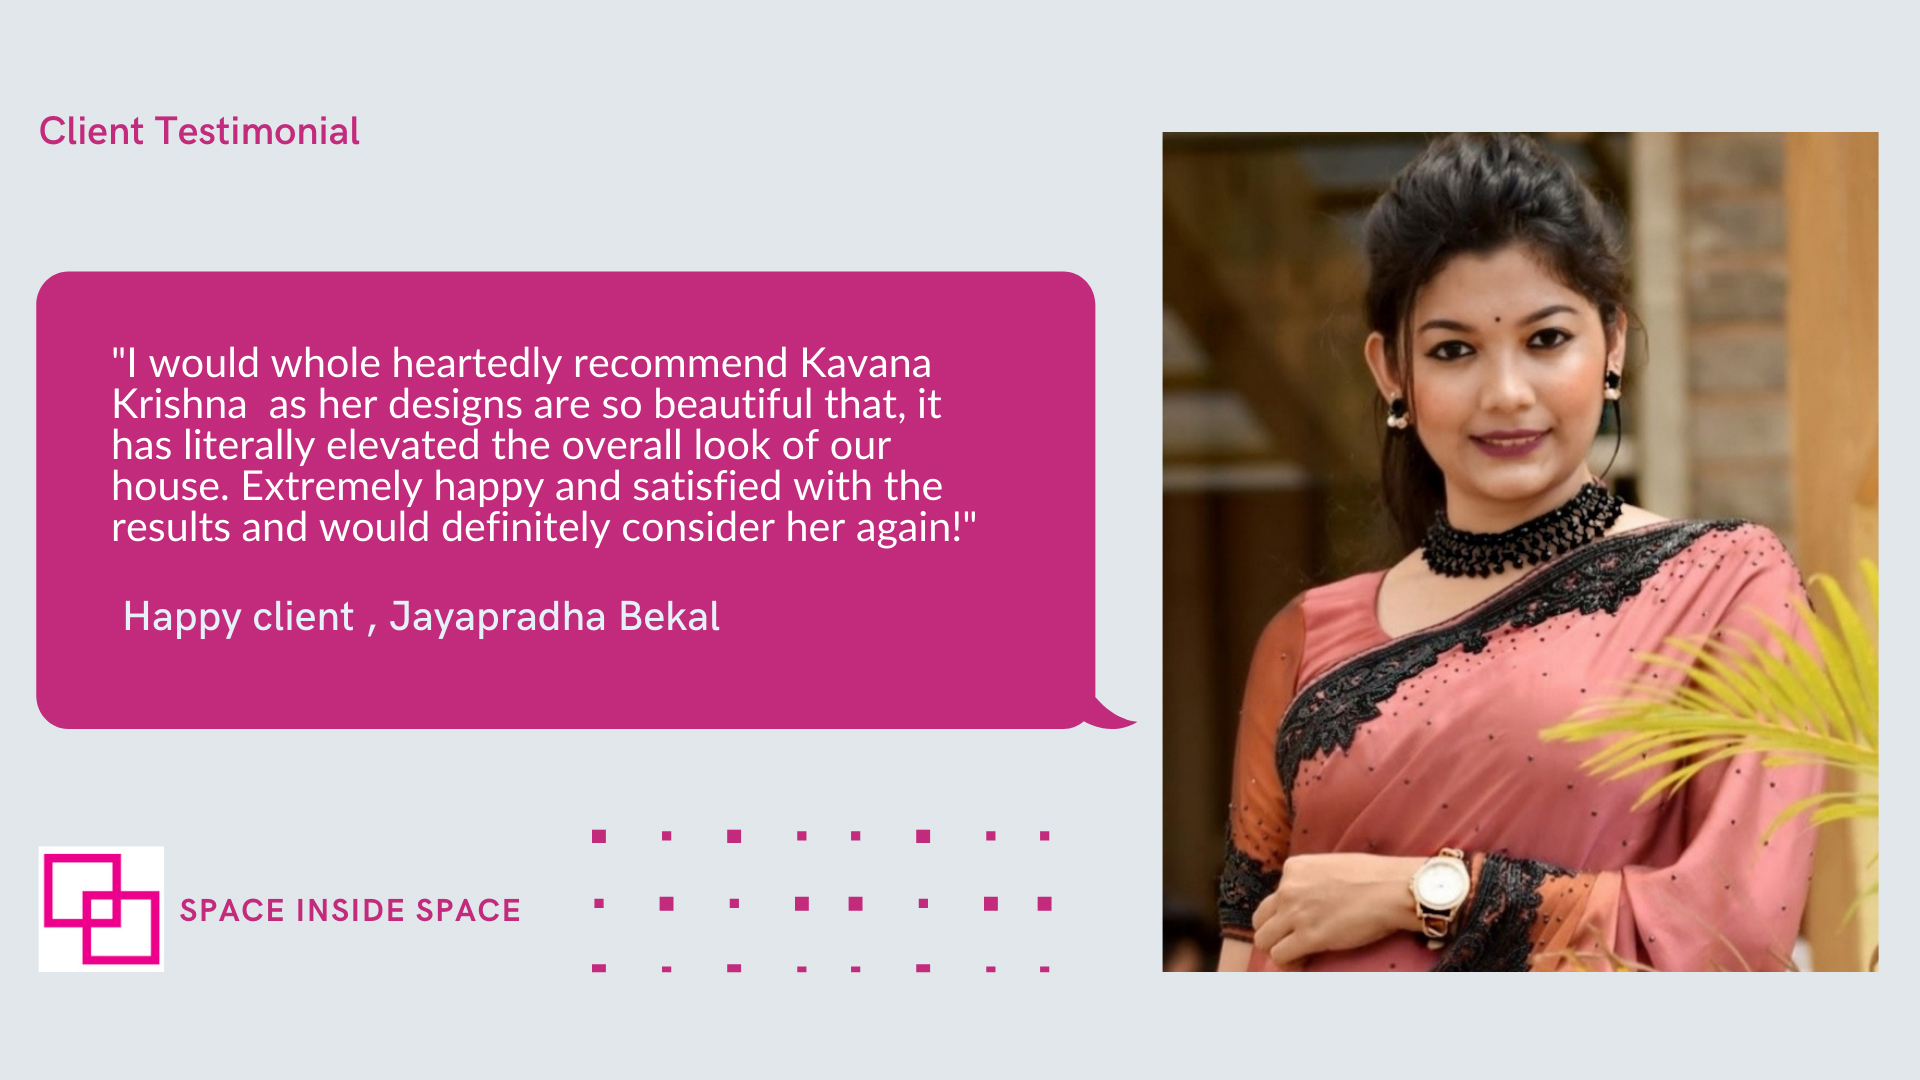 Client Testimonial
"I would whole heartedly recommend Kavana
Krishna  as her designs are so beautiful that, it
has literally elevated the overall look of our
house. Extremely happy and satisfied with the
results and would definitely consider her again!"
Happy client , Jayapradha Bekal
SPACE INSIDE SPACE